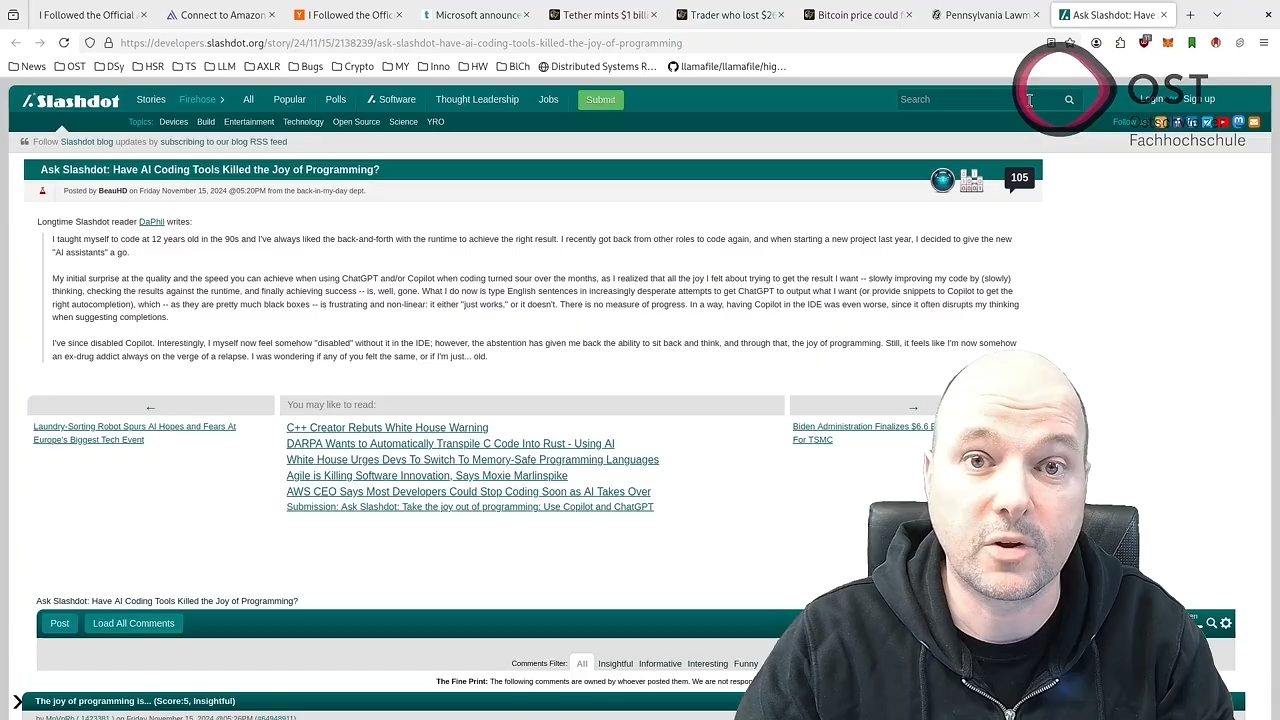 I Followed the Official A
Connect to Amazon
I Followed the Offic
Microsoft announce
Tether mints $1 billi
Trader who lost $26
Bitcoin price could f
Pennsylvania Lawm
Ask Slashdot: Have
https://developers.slashdot.org/story/24/11/15/2138 /ask-slashdot-have coding-tools-killed-the-joy-of-programming
News OST DSy HSR TS LLM AXLR Bugs Crypto MY Inno HW BlCh Distributed Systems R... llamafile/llamafile/hig...
Slashdot Stories Firehose All Popular Polls Software Thought Leadership Jobs Submit Search Login Sign up
OST
Topics: Devices Build Entertainment Technology Open Source Science YRO Follow
Fachhochschule
Follow Slashdot blog updates by subscribing to our blog RSS feed
Ask Slashdot: Have AI Coding Tools Killed the Joy of Programming?
105
Posted by BeauHD on Friday November 15, 2024 @05:20PM from the back-in-my-day dept.
Longtime Slashdot reader DaPhil writes:
I taught myself to code at 12 years old in the 90s and I've always liked the back-and-forth with the runtime to achieve the right result. I recently got back from other roles to code again, and when starting a new project last year, I decided to give the new
"AI assistants" a go.
My initial surprise at the quality and the speed you can achieve when using ChatGPT and/or Copilot when coding turned sour over the months, as I realized that all the joy I felt about trying to get the result I want -- slowly improving my code by (slowly)
thinking, checking the results against the runtime, and finally achieving success -- is, well, gone. What I do now is type English sentences in increasingly desperate attempts to get ChatGPT to output what I want (or provide snippets to Copilot to get the
right autocompletion), which -- as they are pretty much black boxes -- is frustrating and non-linear: it either "just works," or it doesn't. There is no measure of progress. In a way, having Copilot in the IDE was even worse, since it often disrupts my thinking
when suggesting completions.
I've since disabled Copilot. Interestingly, I myself now feel somehow "disabled" without it in the IDE; however, the abstention has given me back the ability to sit back and think, and through that, the joy of programming. Still, it feels like I'm now somehow
an ex-drug addict always on the verge of a relapse. I was wondering if any of you felt the same, or if I'm just... old.
←
You may like to read:
→
Laundry-Sorting Robot Spurs AI Hopes and Fears At
Europe's Biggest Tech Event
C++ Creator Rebuts White House Warning
DARPA Wants to Automatically Transpile C Code Into Rust - Using AI
White House Urges Devs To Switch To Memory-Safe Programming Languages
Agile is Killing Software Innovation, Says Moxie Marlinspike
AWS CEO Says Most Developers Could Stop Coding Soon as AI Takes Over
Submission: Ask Slashdot: Take the joy out of programming: Use Copilot and ChatGPT
Biden Administration Finalizes $6.6
For TSMC
Ask Slashdot: Have AI Coding Tools Killed the Joy of Programming?
Post Load All Comments
Comments Filter: All Insightful Informative Interesting Funny
The Fine Print: The following comments are owned by whoever posted them. We are not respon
The joy of programming is... (Score:5, Insightful)
by MpVpRb ( 1423381 ) on Friday November 15, 2024 @05:26PM (#64948911)